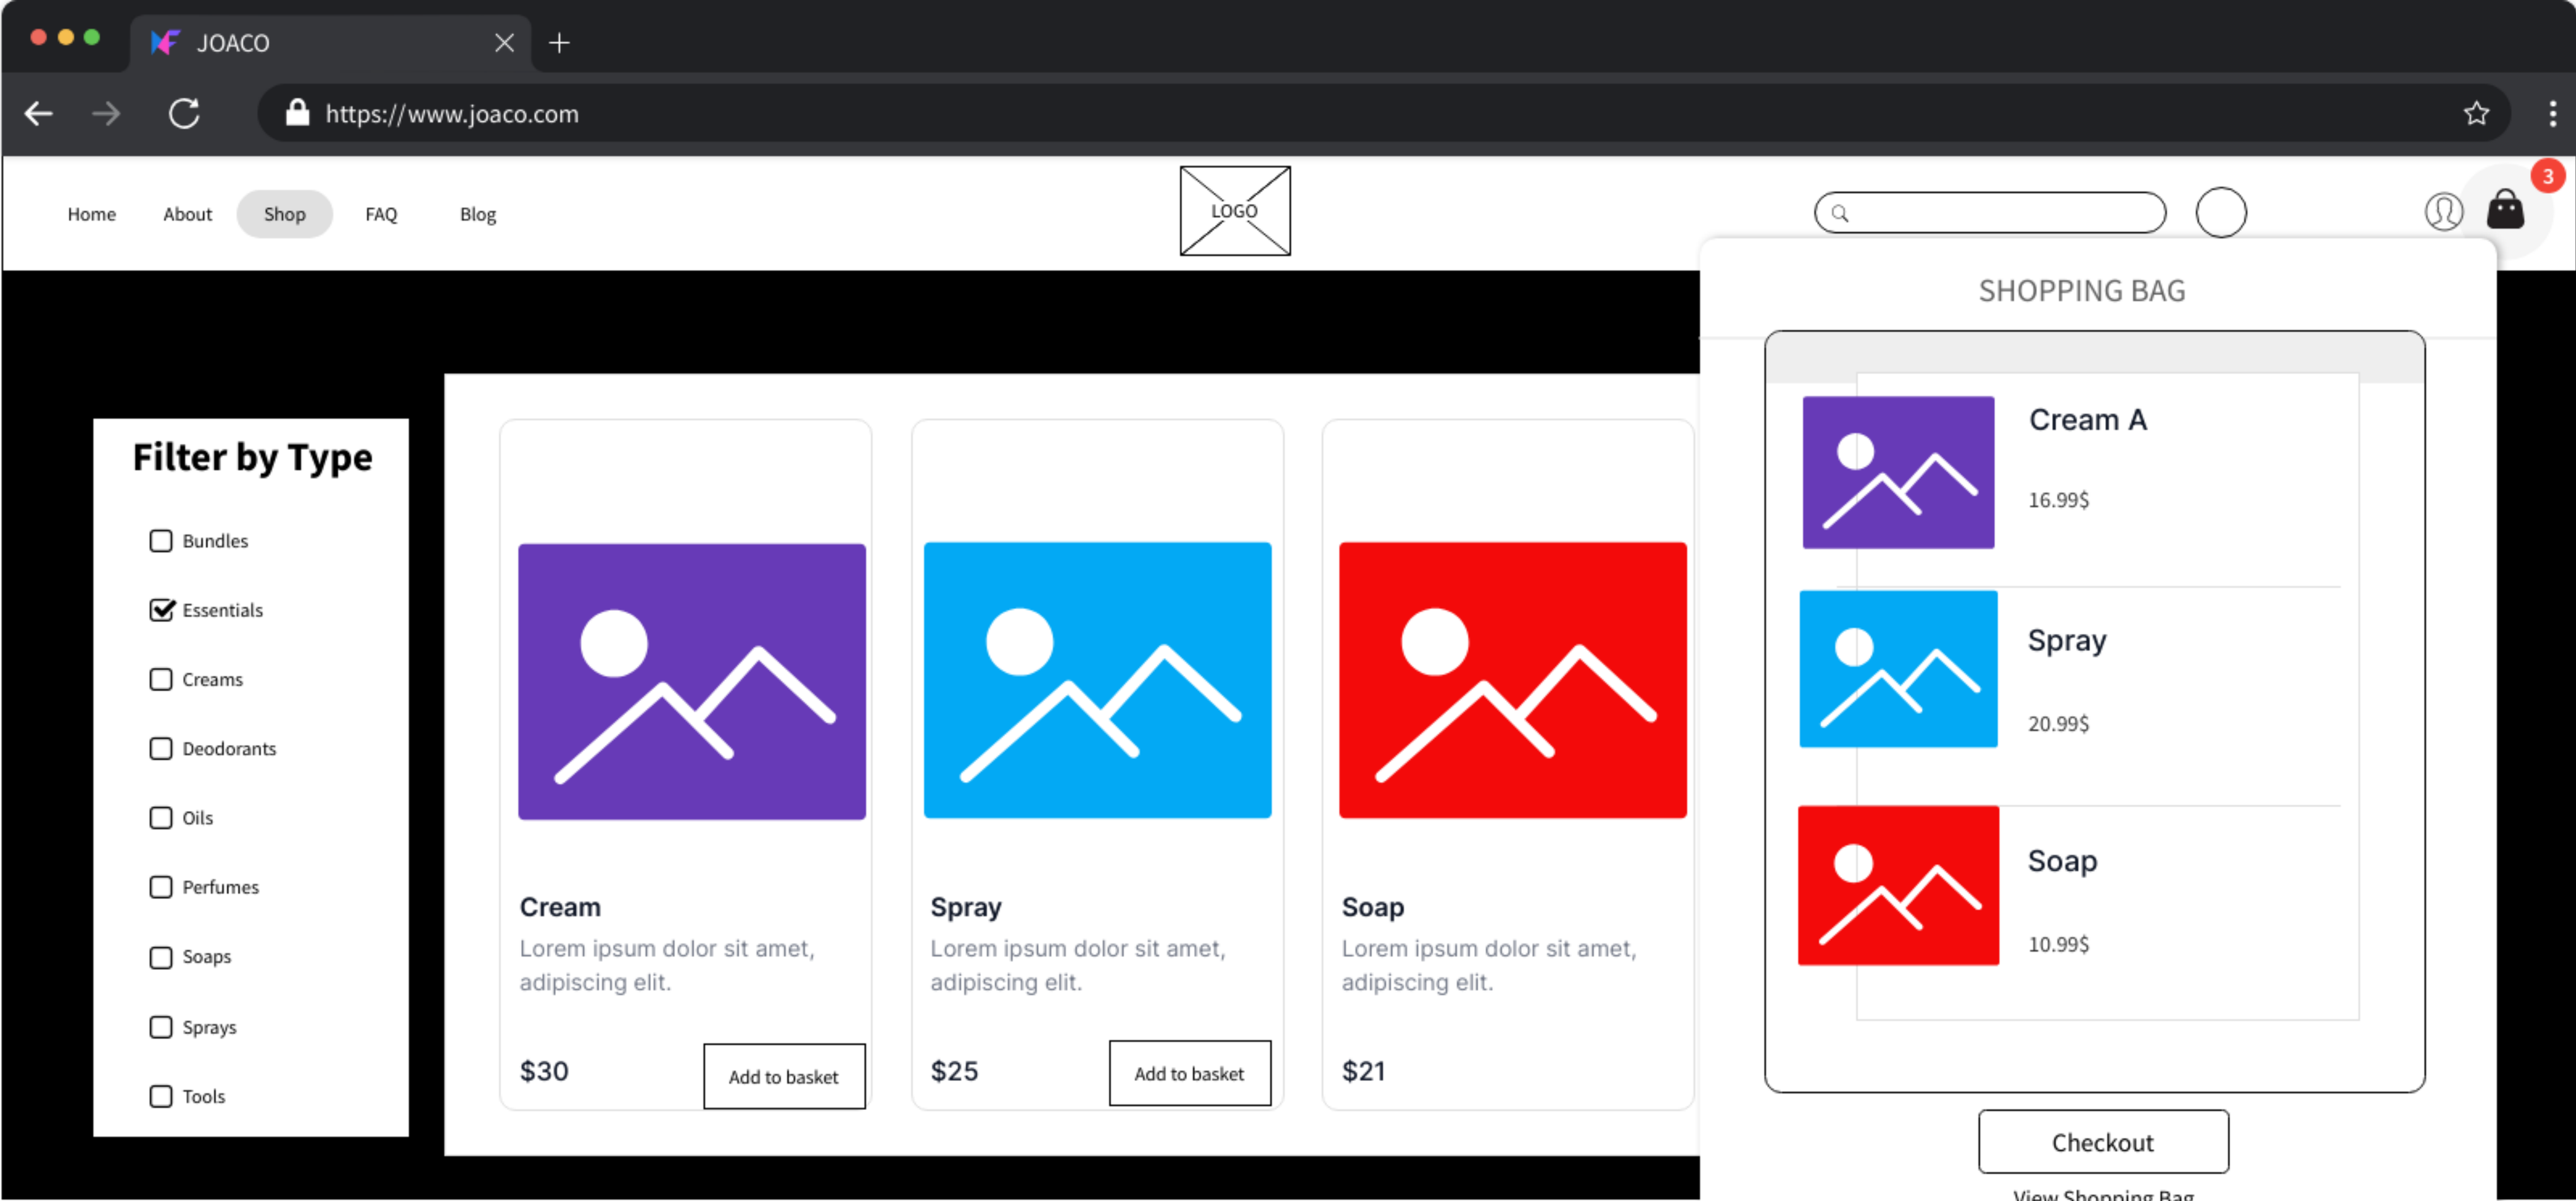 JOACO
https://www.joaco.com
Home About Shop FAQ Blog
LOGO
3
SHOPPING BAG
Filter by Type
Bundles
Essentials
Creams
Deodorants
Oils
Perfumes
Soaps
Sprays
Tools
Cream
Lorem ipsum dolor sit amet,
adipiscing elit.
$30
Add to basket
Spray
Lorem ipsum dolor sit amet,
adipiscing elit.
$25
Add to basket
Soap
Lorem ipsum dolor sit amet,
adipiscing elit.
$21
Cream A
16.99$
Spray
20.99$
Soap
10.99$
Checkout
View Shopping Bag